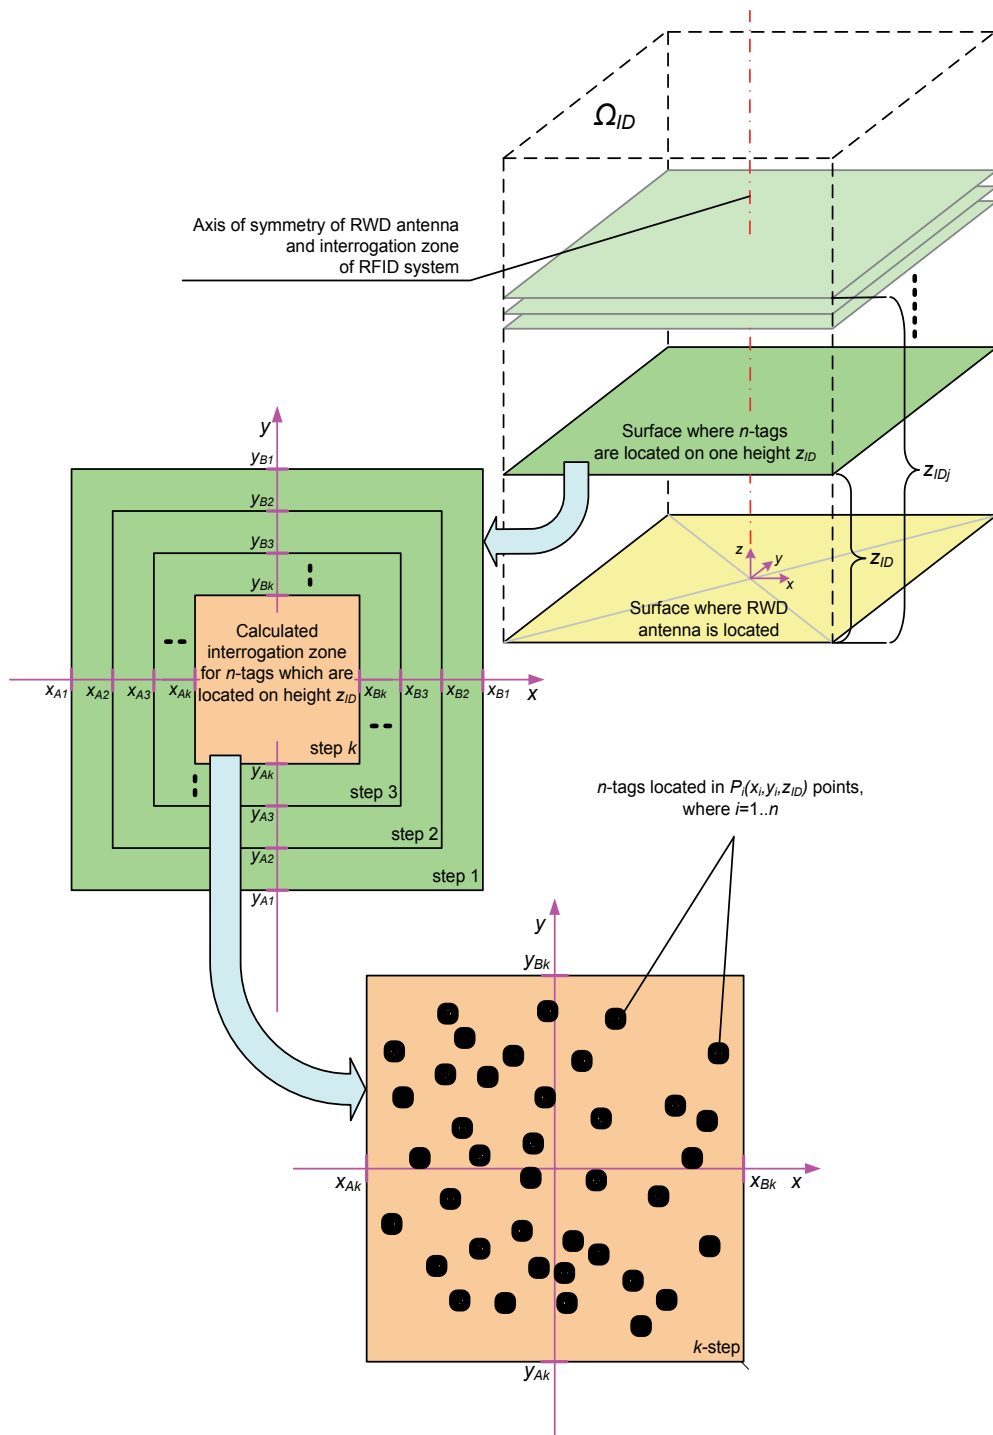 Ω_ID
Axis of symmetry of RWD antenna
and interrogation zone
of RFID system
Surface where n-tags
are located on one height z_ID
z_IDj
z_ID
z
y
x
Surface where RWD
antenna is located
y
y_B1
y_B2
y_B3
y_Bk
Calculated
interrogation zone
for n-tags which are
located on height z_ID
x_A1
x_A2
x_A3
x_Ak
x_Bk
x_B3
x_B2
x_B1
x
step k
y_Ak
step 3
y_A3
step 2
y_A2
step 1
y_A1
n-tags located in P_i(x_i,y_i,z_ID) points,
where i=1..n
y
y_Bk
x_Ak
x_Bk
x
k-step
y_Ak